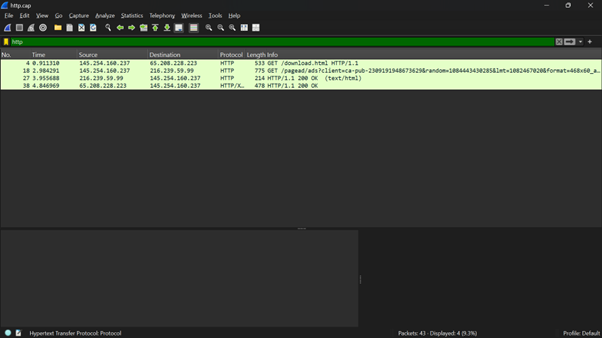 http.cap
File Edit View Go Capture Analyze Statistics Telephony Wireless Tools Help
http
No. Time Source Destination Protocol Length Info
4 0.911310 145.254.160.237 65.208.228.223 HTTP 533 GET /download.html HTTP/1.1
18 2.984291 145.254.160.237 216.239.59.99 HTTP 775 GET /pagead/ads?client=ca-pub-2309191948673629&random=1084443430285&lmt=1082467020&format=468x60_a…
27 3.955688 216.239.59.99 145.254.160.237 HTTP 214 HTTP/1.1 200 OK (text/html)
38 4.846969 65.208.228.223 145.254.160.237 HTTP/X… 478 HTTP/1.1 200 OK
Hypertext Transfer Protocol: Protocol Packets: 43 · Displayed: 4 (9.3%) Profile: Default